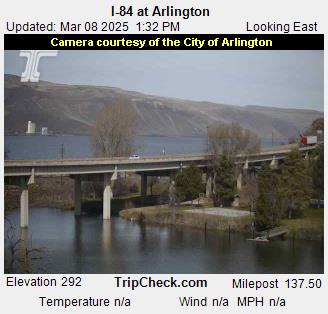 I-84 at Arlington
Updated: Mar 08 2025 1:32 PM Looking East
Camera courtesy of the City of Arlington
Elevation 292 TripCheck.com Milepost 137.50
Temperature n/a Wind n/a MPH n/a